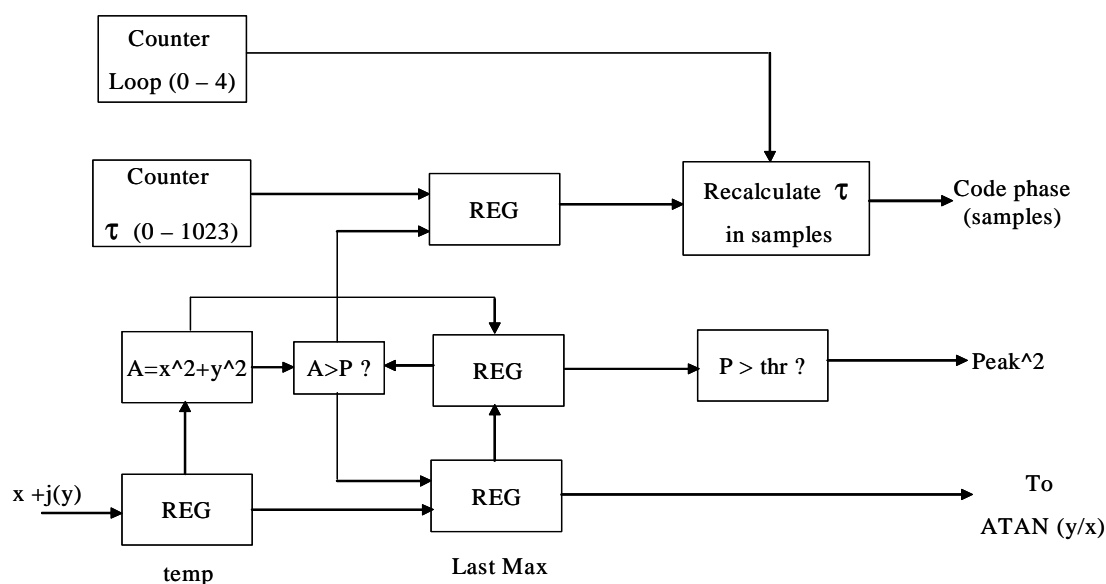 Counter
Loop (0 – 4)
Counter
τ (0 – 1023)
REG
Recalculate τ
in samples
Code phase
(samples)
A=x^2+y^2
A>P ?
REG
P > thr ?
Peak^2
x +j(y)
REG
REG
To
ATAN (y/x)
temp
Last Max